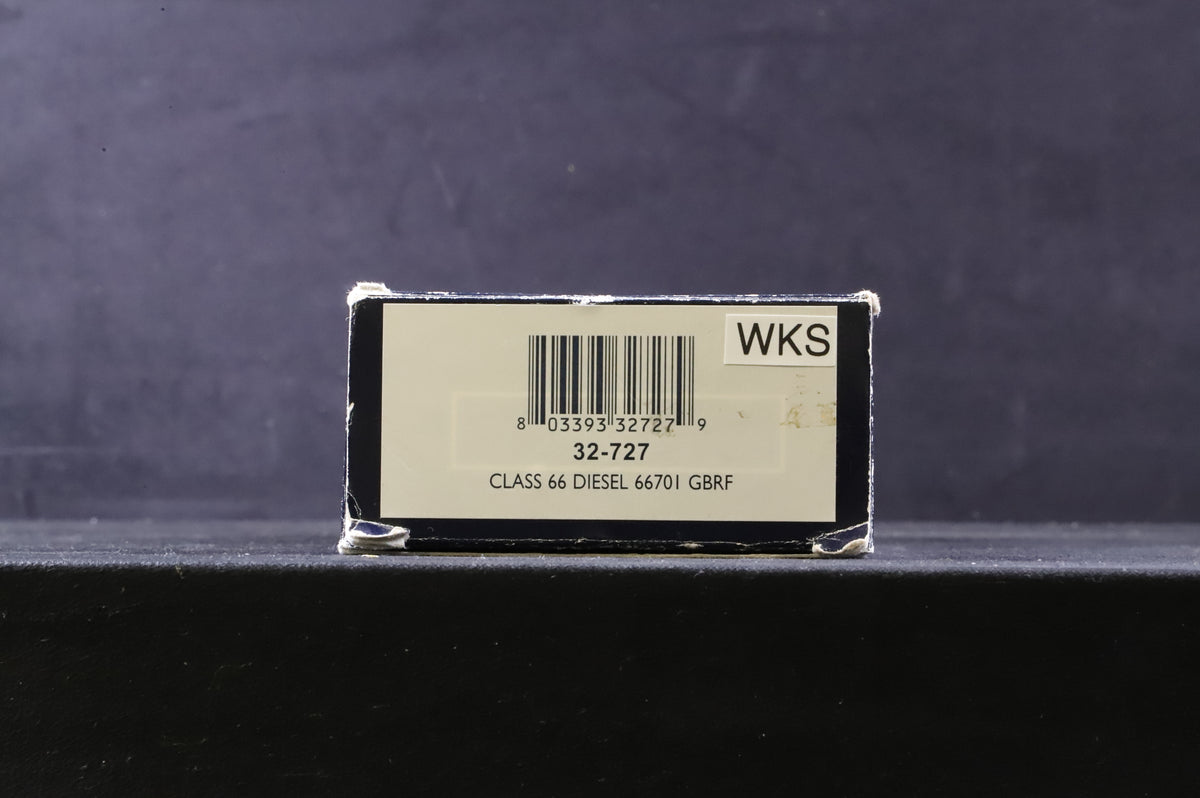 WKS
8 03393 32727 9
32-727
CLASS 66 DIESEL 66701 GBRF